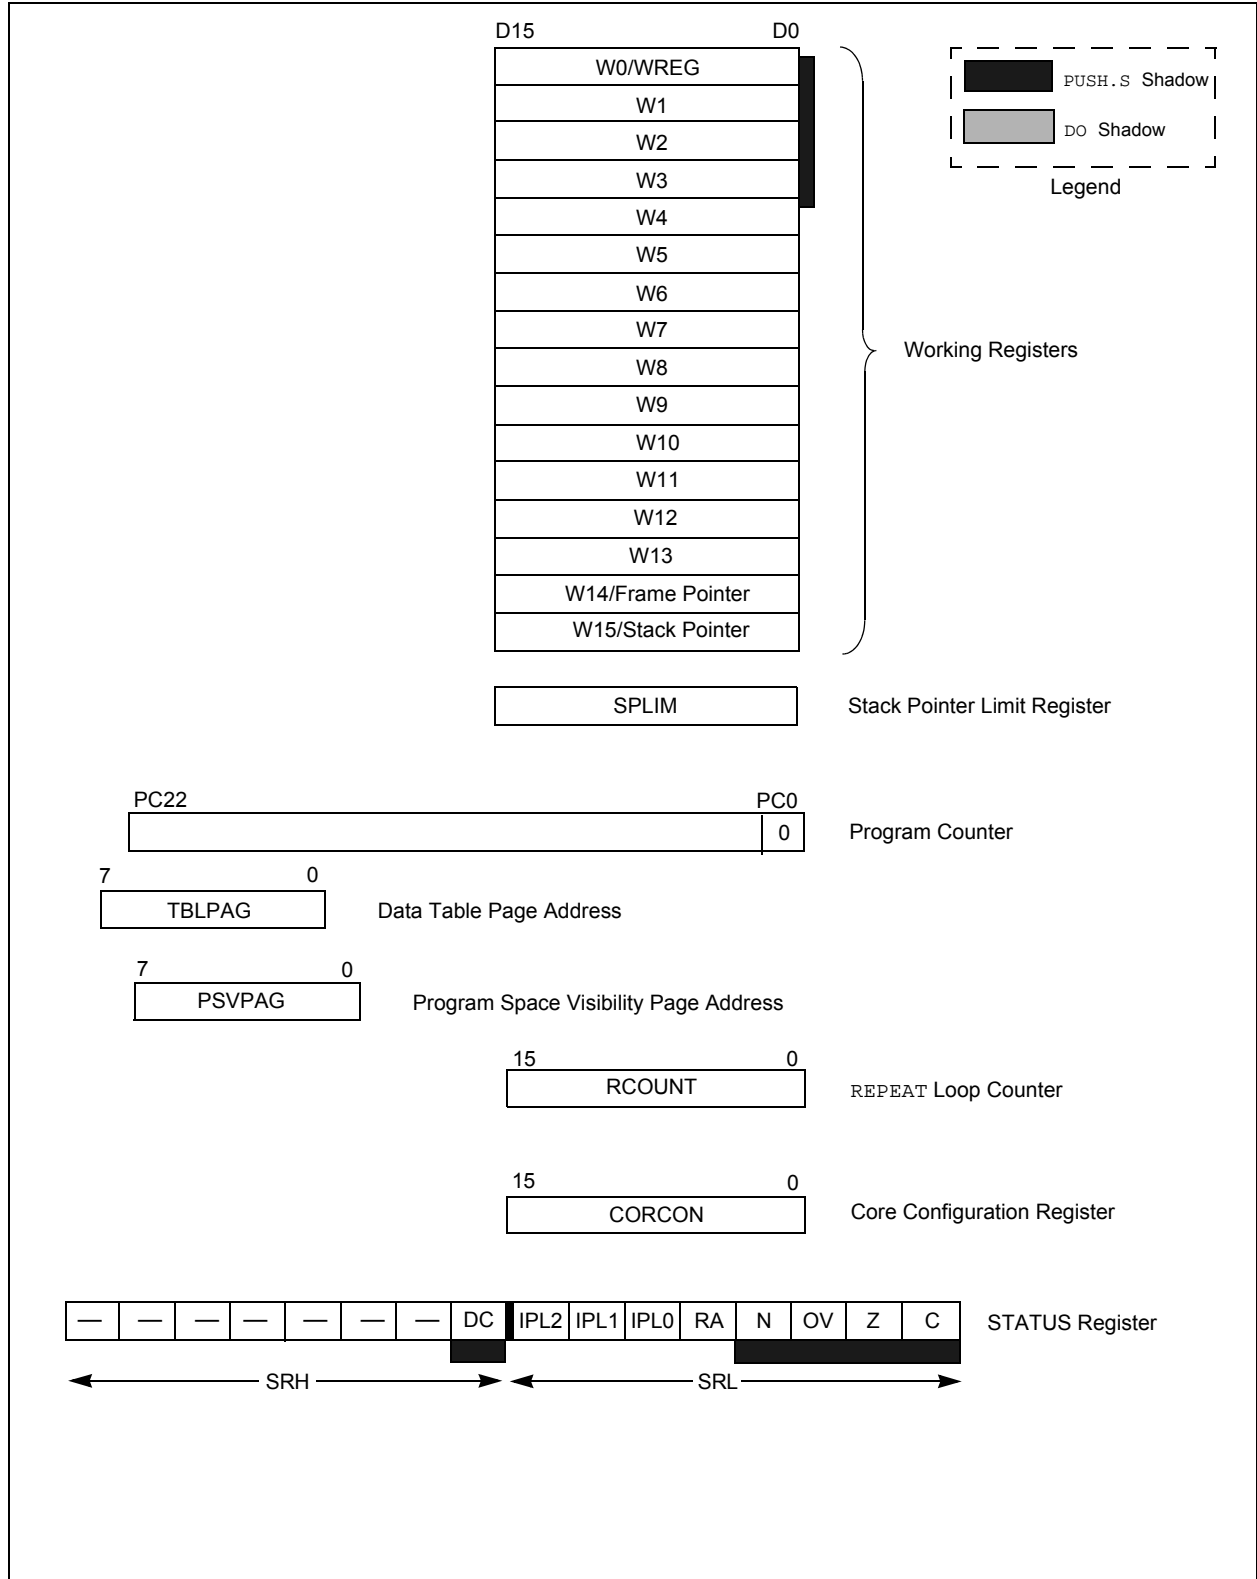 D15 D0
W0/WREG
W1
W2
W3
W4
W5
W6
W7
W8
W9
W10
W11
W12
W13
W14/Frame Pointer
W15/Stack Pointer
PUSH.S Shadow
DO Shadow
Legend
Working Registers
SPLIM Stack Pointer Limit Register
PC22 PC0
0 Program Counter
7 0
TBLPAG Data Table Page Address
7 0
PSVPAG Program Space Visibility Page Address
15 0
RCOUNT REPEAT Loop Counter
15 0
CORCON Core Configuration Register
— — — — — — — DC IPL2 IPL1 IPL0 RA N OV Z C STATUS Register
SRH SRL